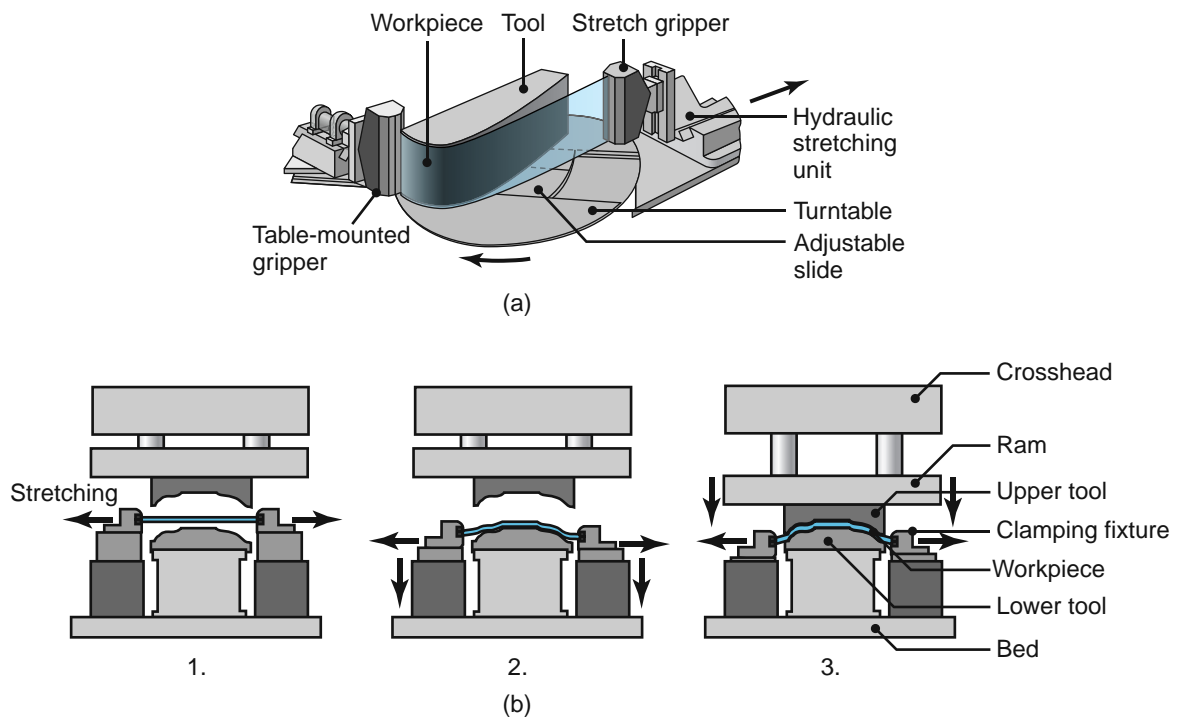 Workpiece
Tool
Stretch gripper
Hydraulic
stretching
unit
Turntable
Adjustable
slide
Table-mounted
gripper
(a)
Crosshead
Ram
Upper tool
Clamping fixture
Workpiece
Lower tool
Bed
Stretching
1.
2.
3.
(b)